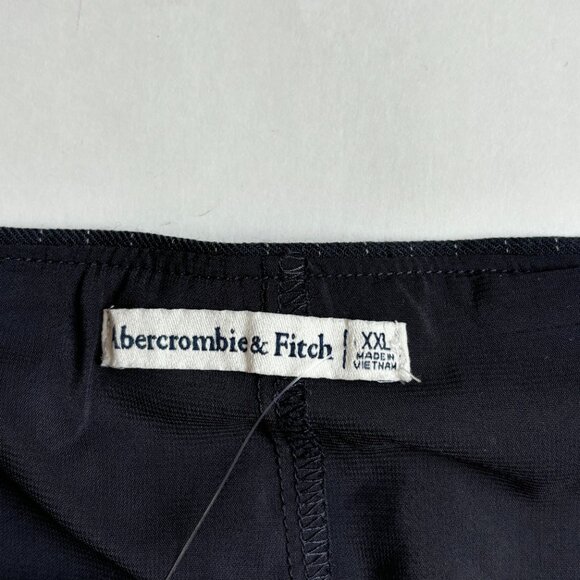 Abercrombie & Fitch
XXL
MADE IN
VIETNAM